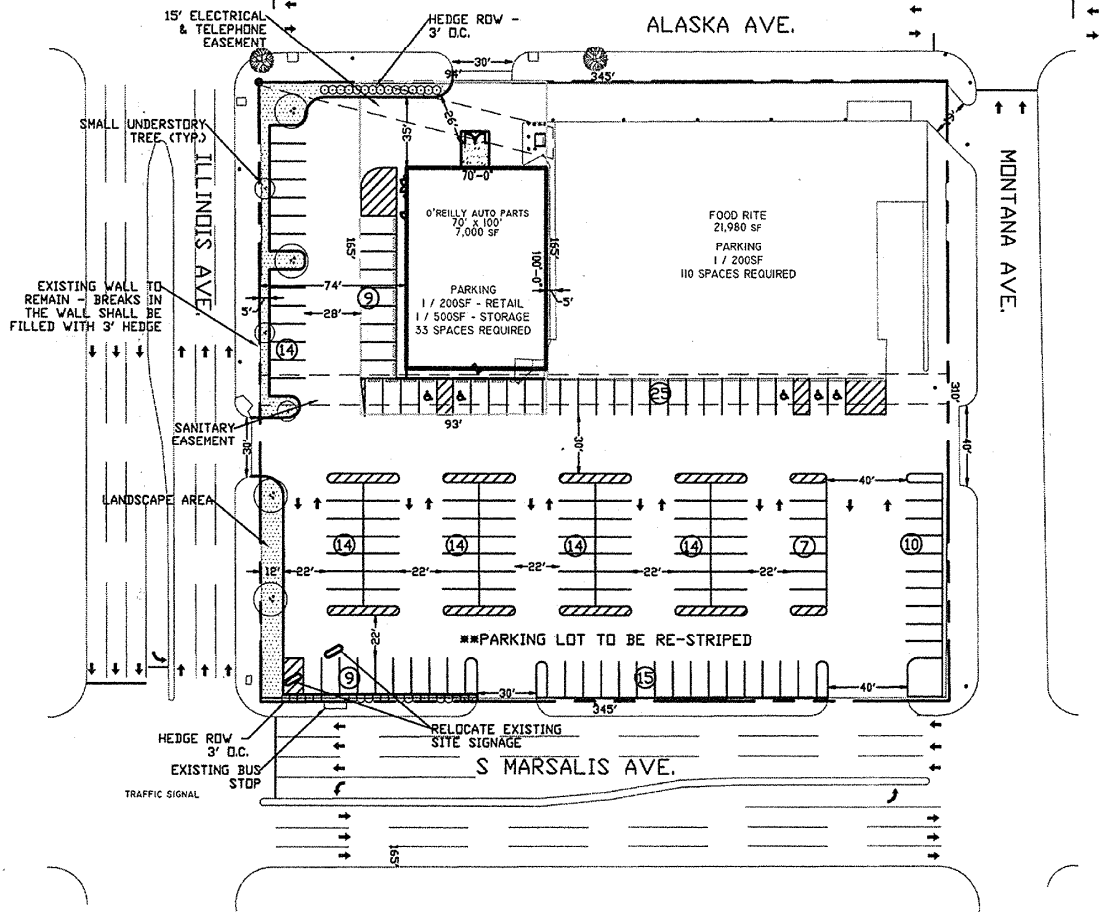 15' ELECTRICAL
& TELEPHONE
EASEMENT
HEDGE ROW -
3' O.C.
ALASKA AVE.
30'
94'
345'
SMALL UNDERSTORY
TREE (TYP.)
35'
26'
70'-0"
ILLINOIS AVE.
MONTANA AVE.
O'REILLY AUTO PARTS
70' X 100'
7,000 SF
FOOD RITE
21,980 SF
PARKING
1 / 200SF
110 SPACES REQUIRED
165'
165'
100'-0"
EXISTING WALL TO
REMAIN - BREAKS IN
THE WALL SHALL BE
FILLED WITH 3' HEDGE
74'
5'
28'
9
14
5'
PARKING
1 / 200SF - RETAIL
1 / 500SF - STORAGE
33 SPACES REQUIRED
25
310'
SANITARY
EASEMENT
93'
30'
30'
40'
LANDSCAPE AREA
40'
14
14
14
14
7
10
12'
22'
22'
22'
22'
22'
22'
**PARKING LOT TO BE RE-STRIPED
9
15
30'
40'
345'
HEDGE ROW
3' O.C.
RELOCATE EXISTING
SITE SIGNAGE
EXISTING BUS
STOP
S MARSALIS AVE.
TRAFFIC SIGNAL
165'